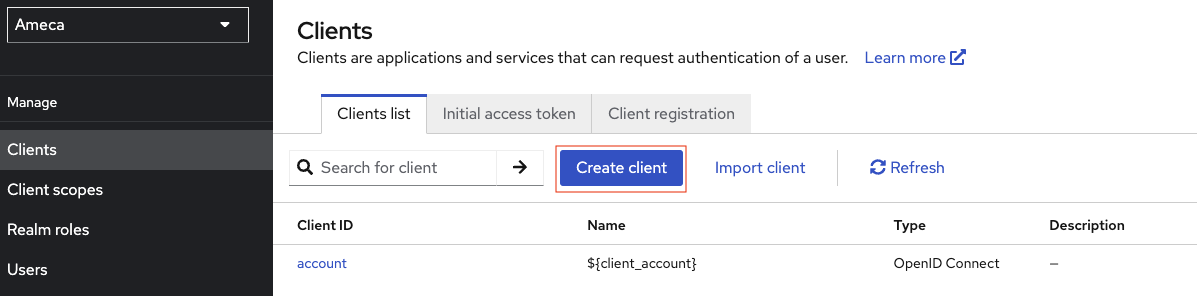 Ameca
Manage
Clients
Client scopes
Realm roles
Users
Clients
Clients are applications and services that can request authentication of a user. Learn more
Clients list Initial access token Client registration
Search for client Create client Import client Refresh
Client ID Name Type Description
account ${client_account} OpenID Connect —